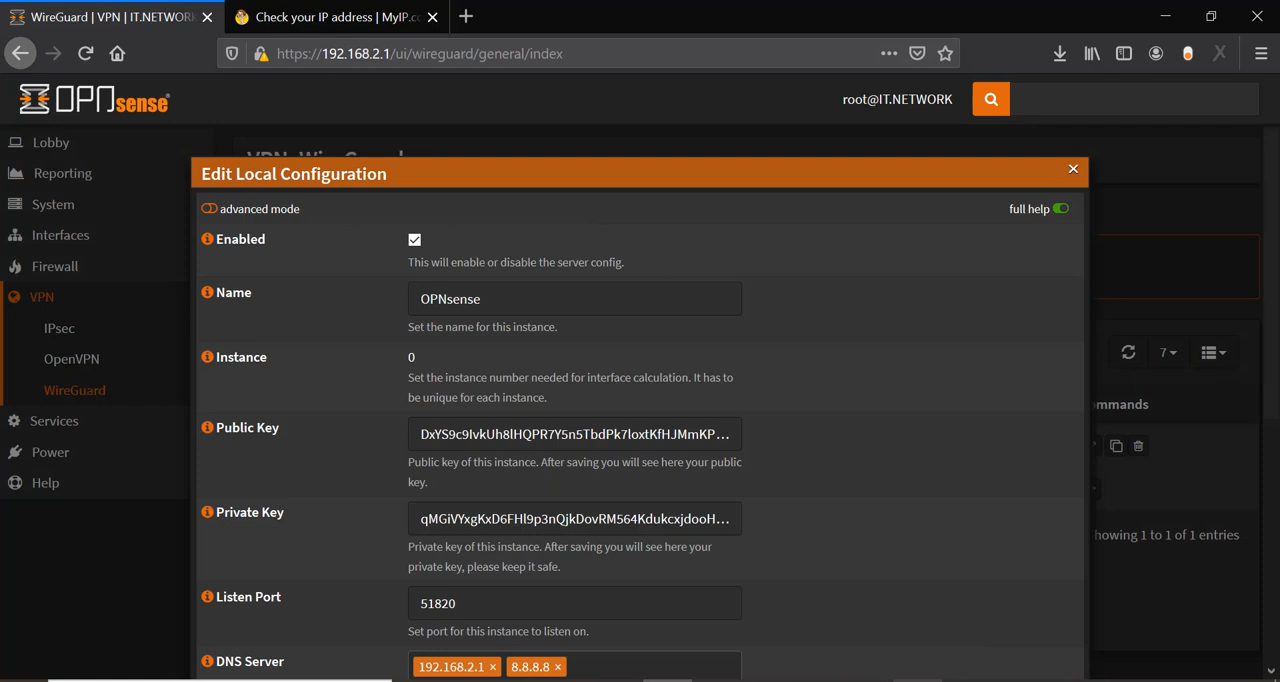 WireGuard | VPN | IT.NETWOR
Check your IP address | MyIP.c
https://192.168.2.1/ui/wireguard/general/index
OPNsense
root@IT.NETWORK
Lobby
Reporting
System
Interfaces
Firewall
VPN
IPsec
OpenVPN
WireGuard
Services
Power
Help
Edit Local Configuration
advanced mode
full help
Enabled
This will enable or disable the server config.
Name
OPNsense
Set the name for this instance.
Instance
0
Set the instance number needed for interface calculation. It has to
be unique for each instance.
Public Key
DxYS9c9IvkUh8lHQPR7Y5n5TbdPk7loxtKfHJMmKP...
Public key of this instance. After saving you will see here your public
key.
Private Key
qMGiVYxgKxD6FHl9p3nQjkDovRM564KdukcxjdooH...
Private key of this instance. After saving you will see here your
private key, please keep it safe.
Listen Port
51820
Set port for this instance to listen on.
DNS Server
192.168.2.1 ×
8.8.8.8 ×
7
mmands
howing 1 to 1 of 1 entries